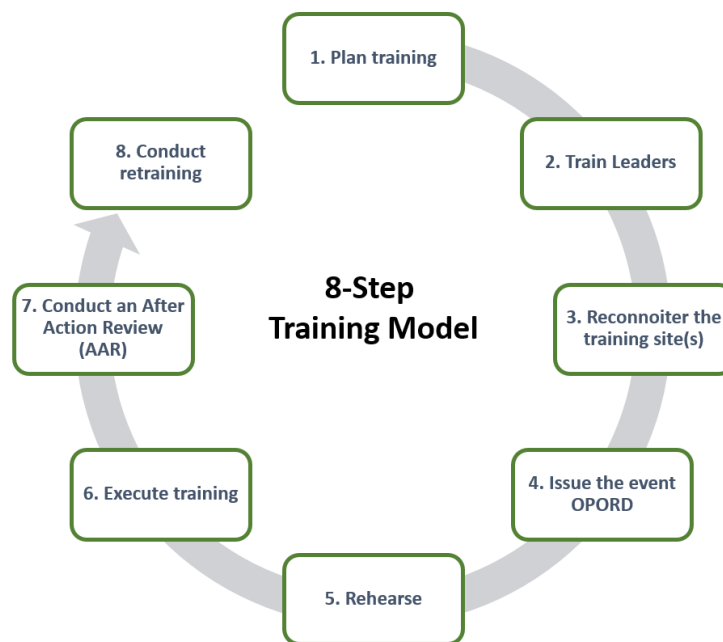 1. Plan training
2. Train Leaders
3. Reconnoiter the
training site(s)
4. Issue the event
OPORD
5. Rehearse
6. Execute training
7. Conduct an After
Action Review
(AAR)
8. Conduct
retraining
8-Step
Training Model